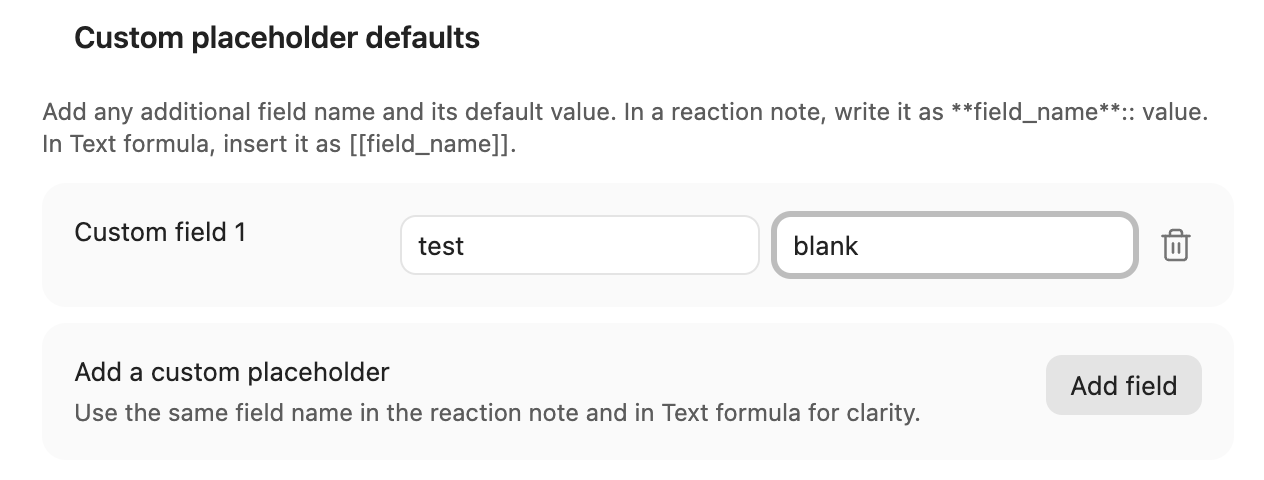 Custom placeholder defaults
Add any additional field name and its default value. In a reaction note, write it as **field_name**:: value.
In Text formula, insert it as [[field_name]].
Custom field 1 test blank
Add a custom placeholder
Add field
Use the same field name in the reaction note and in Text formula for clarity.